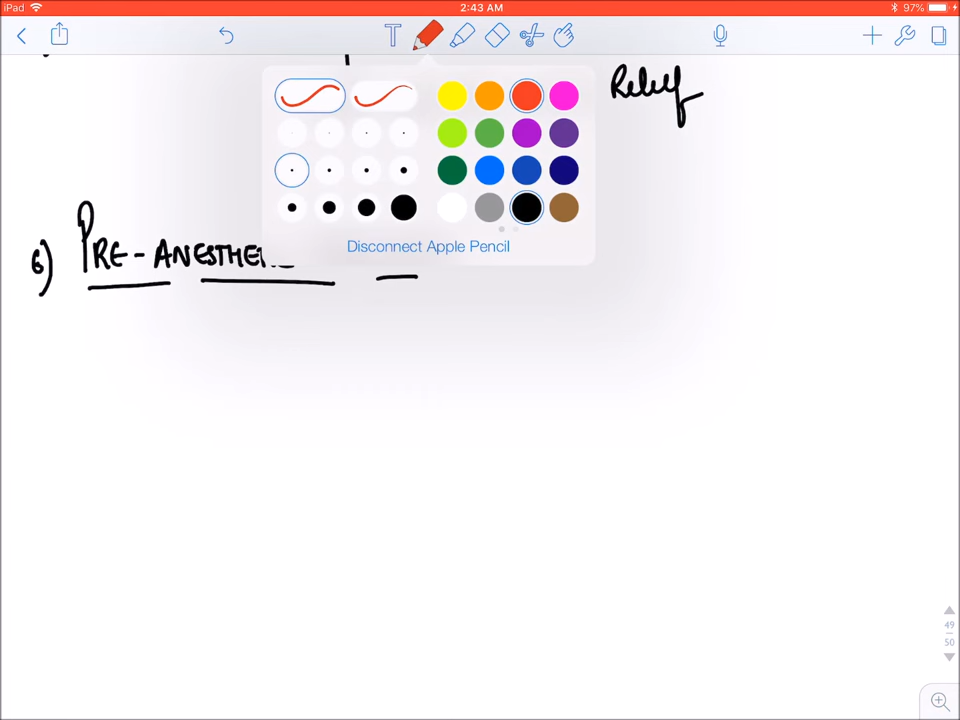 iPad 2:43 AM 97%
T
Relief
Disconnect Apple Pencil
6) PRE-ANESTHE
49
50